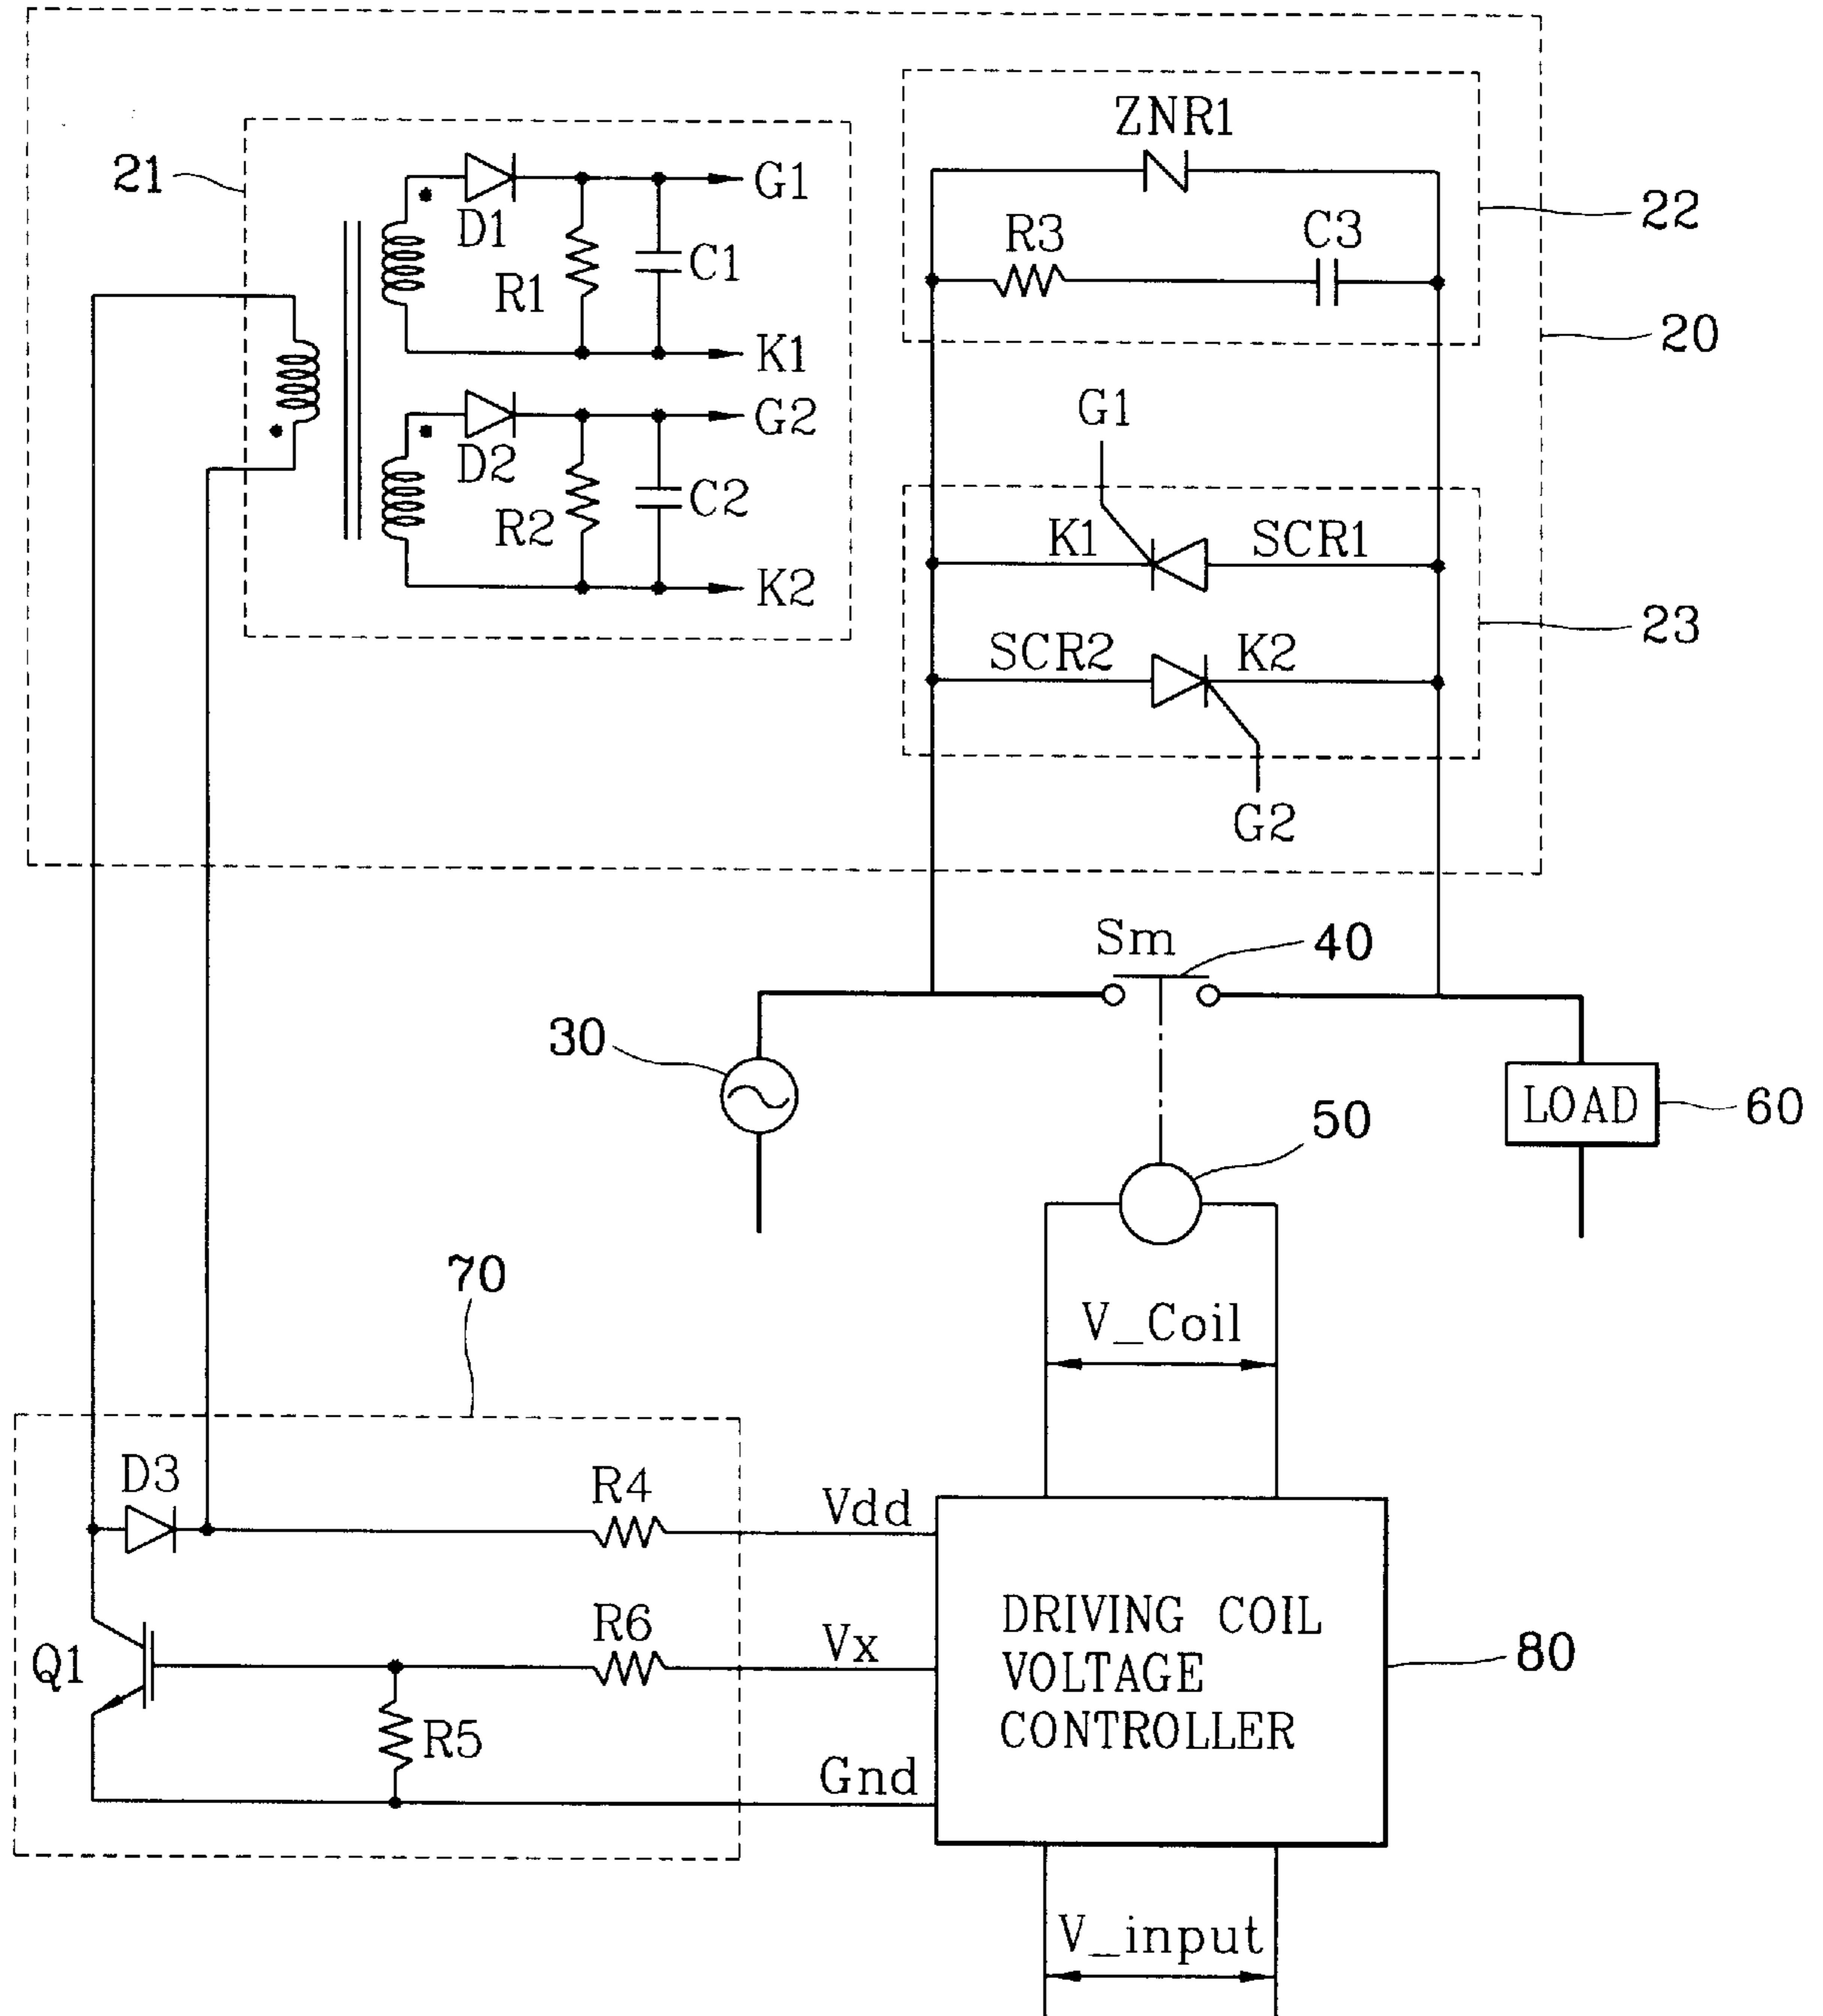 ZNR1
21
G1
22
D1
R3
C3
C1
R1
20
K1
G2
G1
D2
C2
R2
K1
SCR1
K2
23
SCR2
K2
G2
Sm
40
30
LOAD
60
50
70
V_Coil
D3
R4
Vdd
R6
Vx
Q1
DRIVING COIL
VOLTAGE
CONTROLLER
80
R5
Gnd
V_input